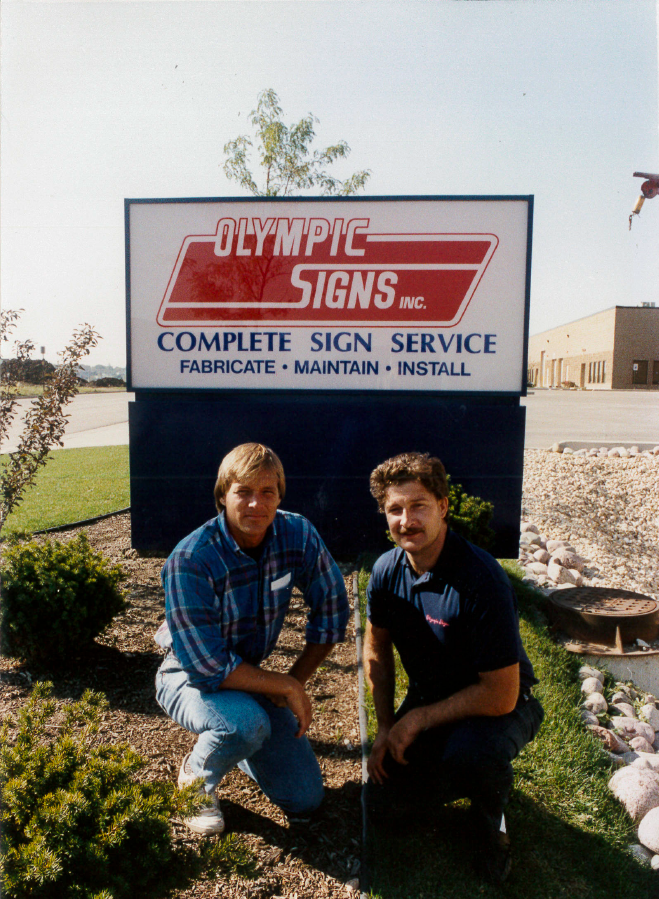 OLYMPIC
SIGNS INC.
COMPLETE SIGN SERVICE
FABRICATE • MAINTAIN • INSTALL